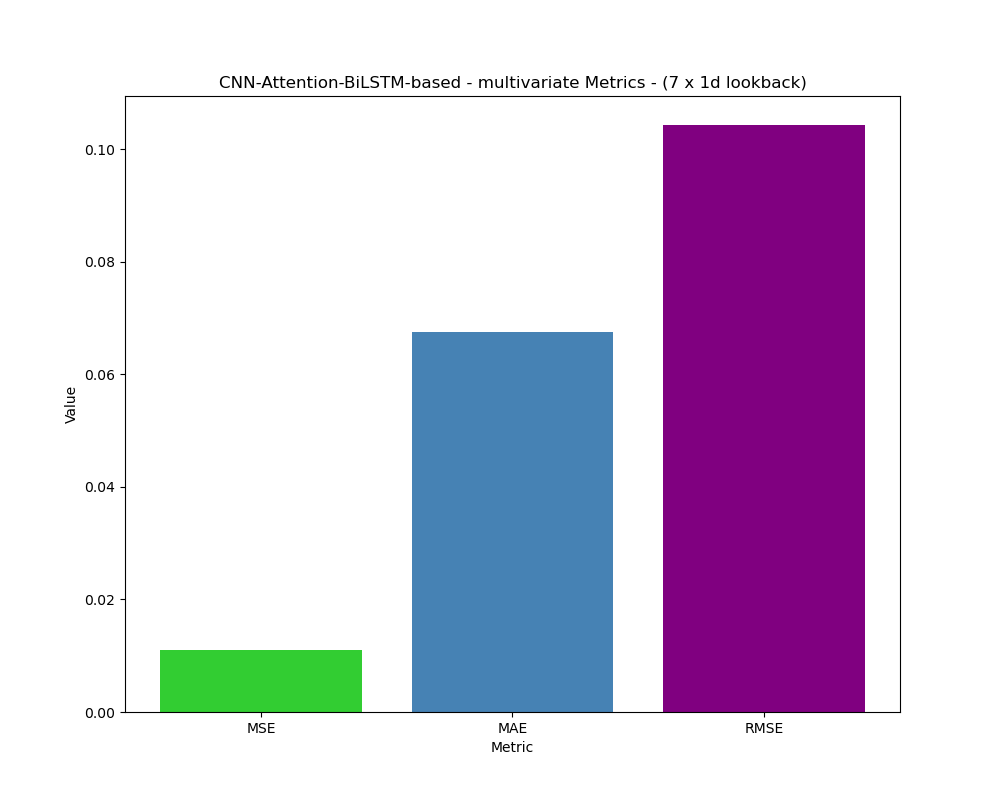 CNN-Attention-BiLSTM-based - multivariate Metrics - (7 x 1d lookback)
0.10
0.08
0.06
0.04
0.02
0.00
Value
MSE
MAE
RMSE
Metric